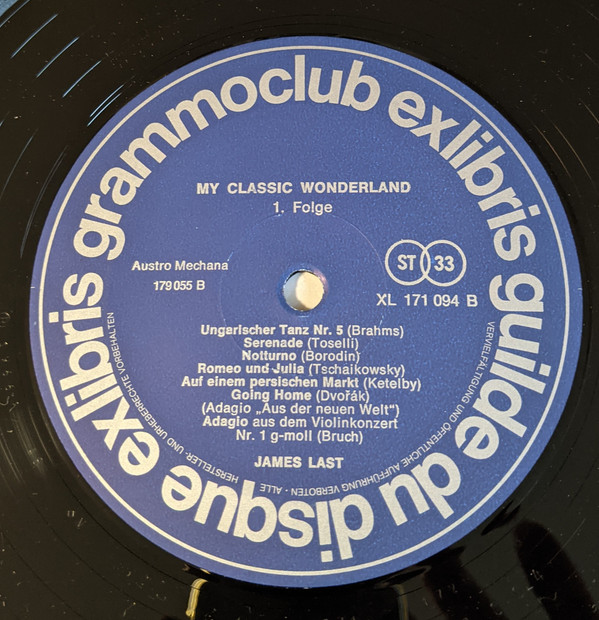 exlibris grammoclub exlibris guilde du disque
MY CLASSIC WONDERLAND
1. Folge
Austro Mechana
179 055 B
ST 33
XL 171 094 B
Ungarischer Tanz Nr. 5 (Brahms)
Serenade (Toselli)
Notturno (Borodin)
Romeo und Julia (Tschaikowsky)
Auf einem persischen Markt (Ketelby)
Going Home (Dvořák)
(Adagio „Aus der neuen Welt“)
Adagio aus dem Violinkonzert
Nr. 1 g-moll (Bruch)
JAMES LAST
VERVIELFÄLTIGUNG UND ÖFFENTLICHE AUFFÜHRUNG VERBOTEN - ALLE HERSTELLER- UND URHEBERRECHTE VORBEHALTEN